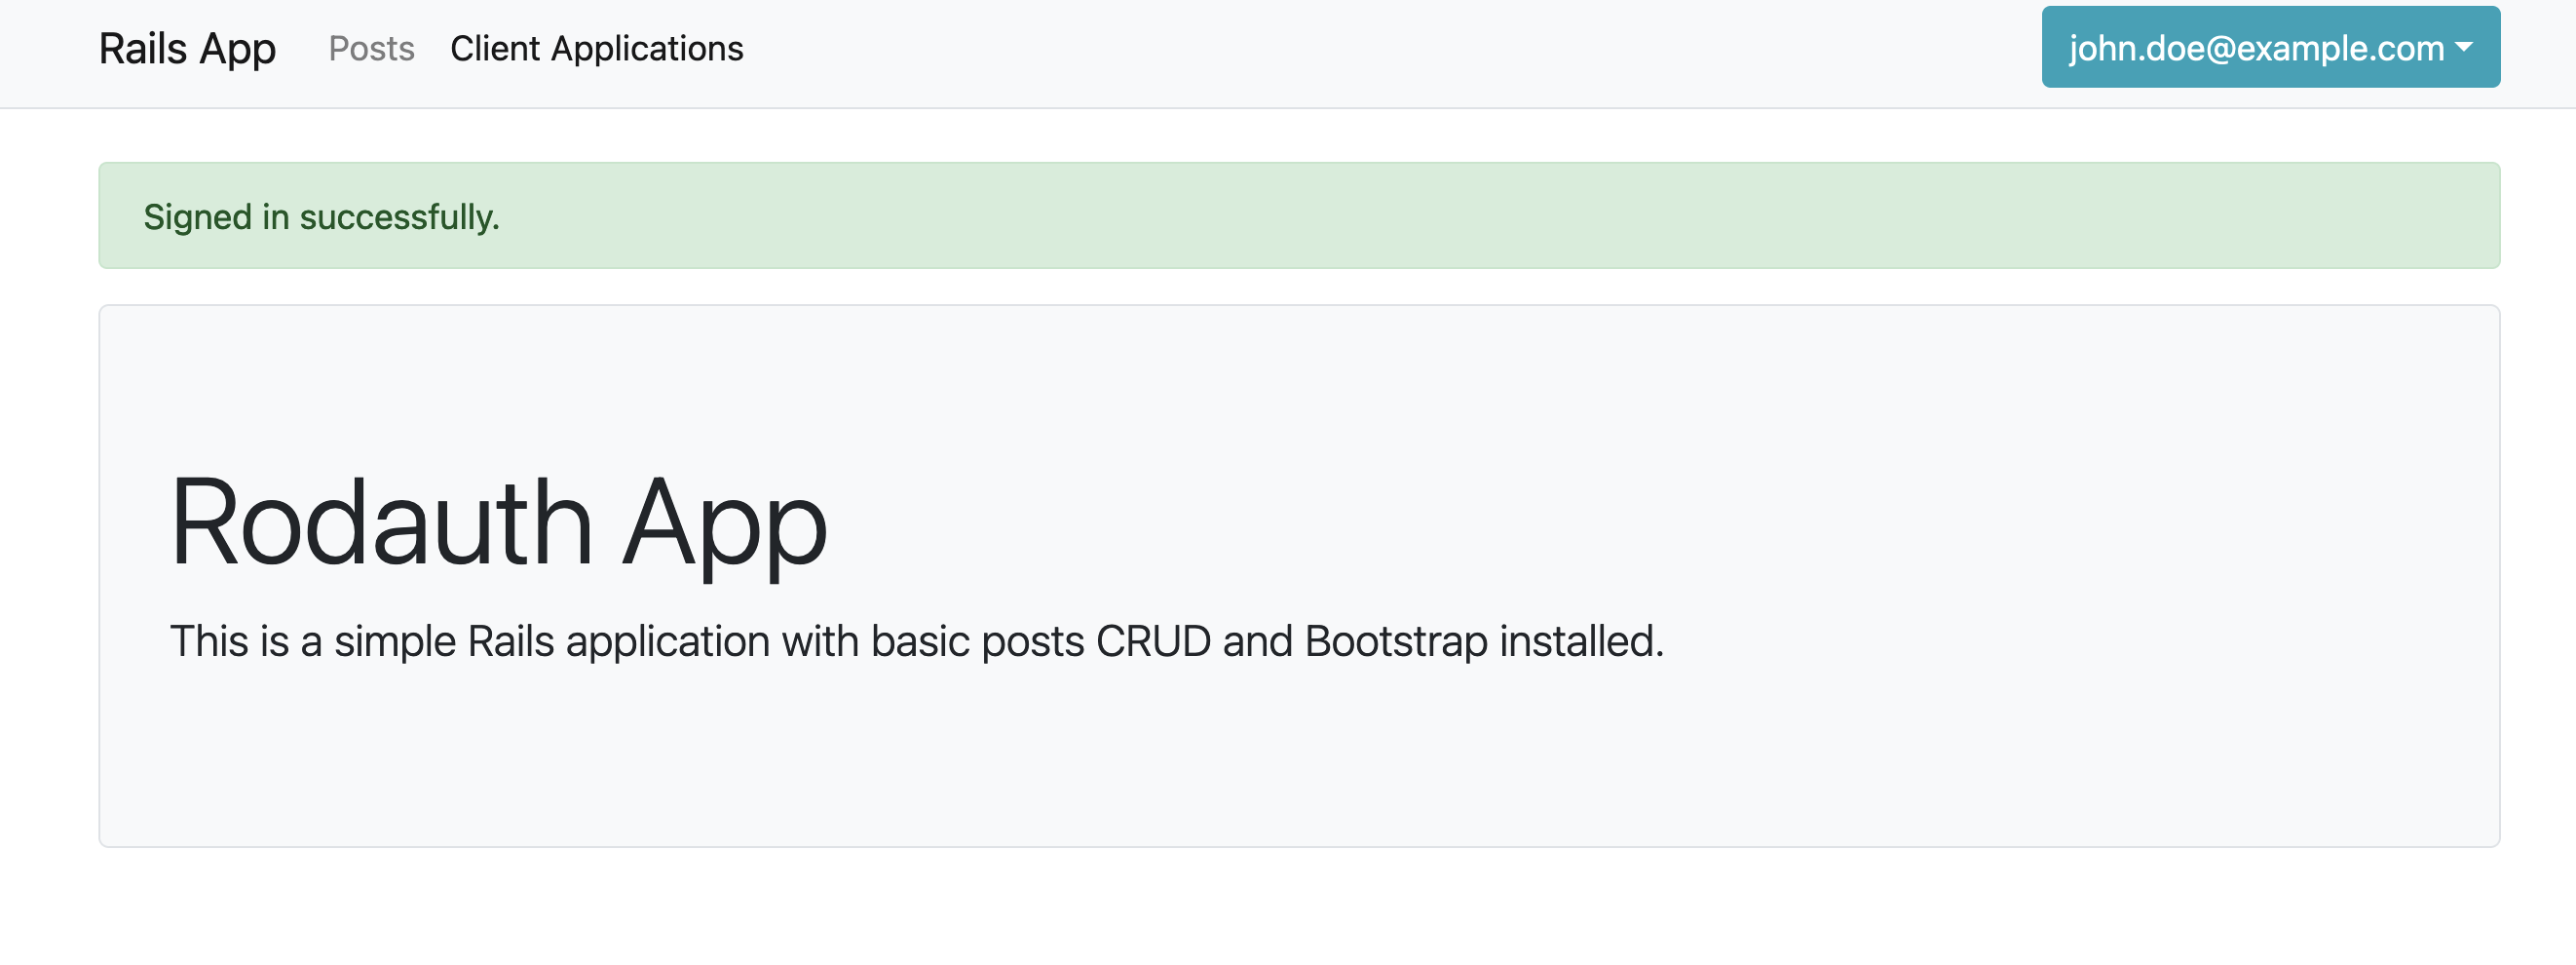 Rails App Posts Client Applications john.doe@example.com
Signed in successfully.
Rodauth App
This is a simple Rails application with basic posts CRUD and Bootstrap installed.